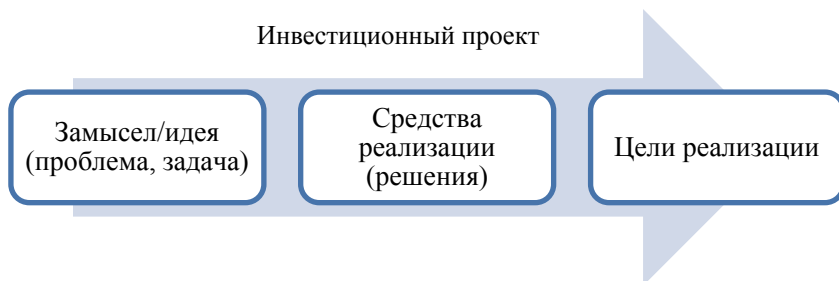 Инвестиционный проект
Замысел/идея
(проблема, задача)
Средства
реализации
(решения)
Цели реализации